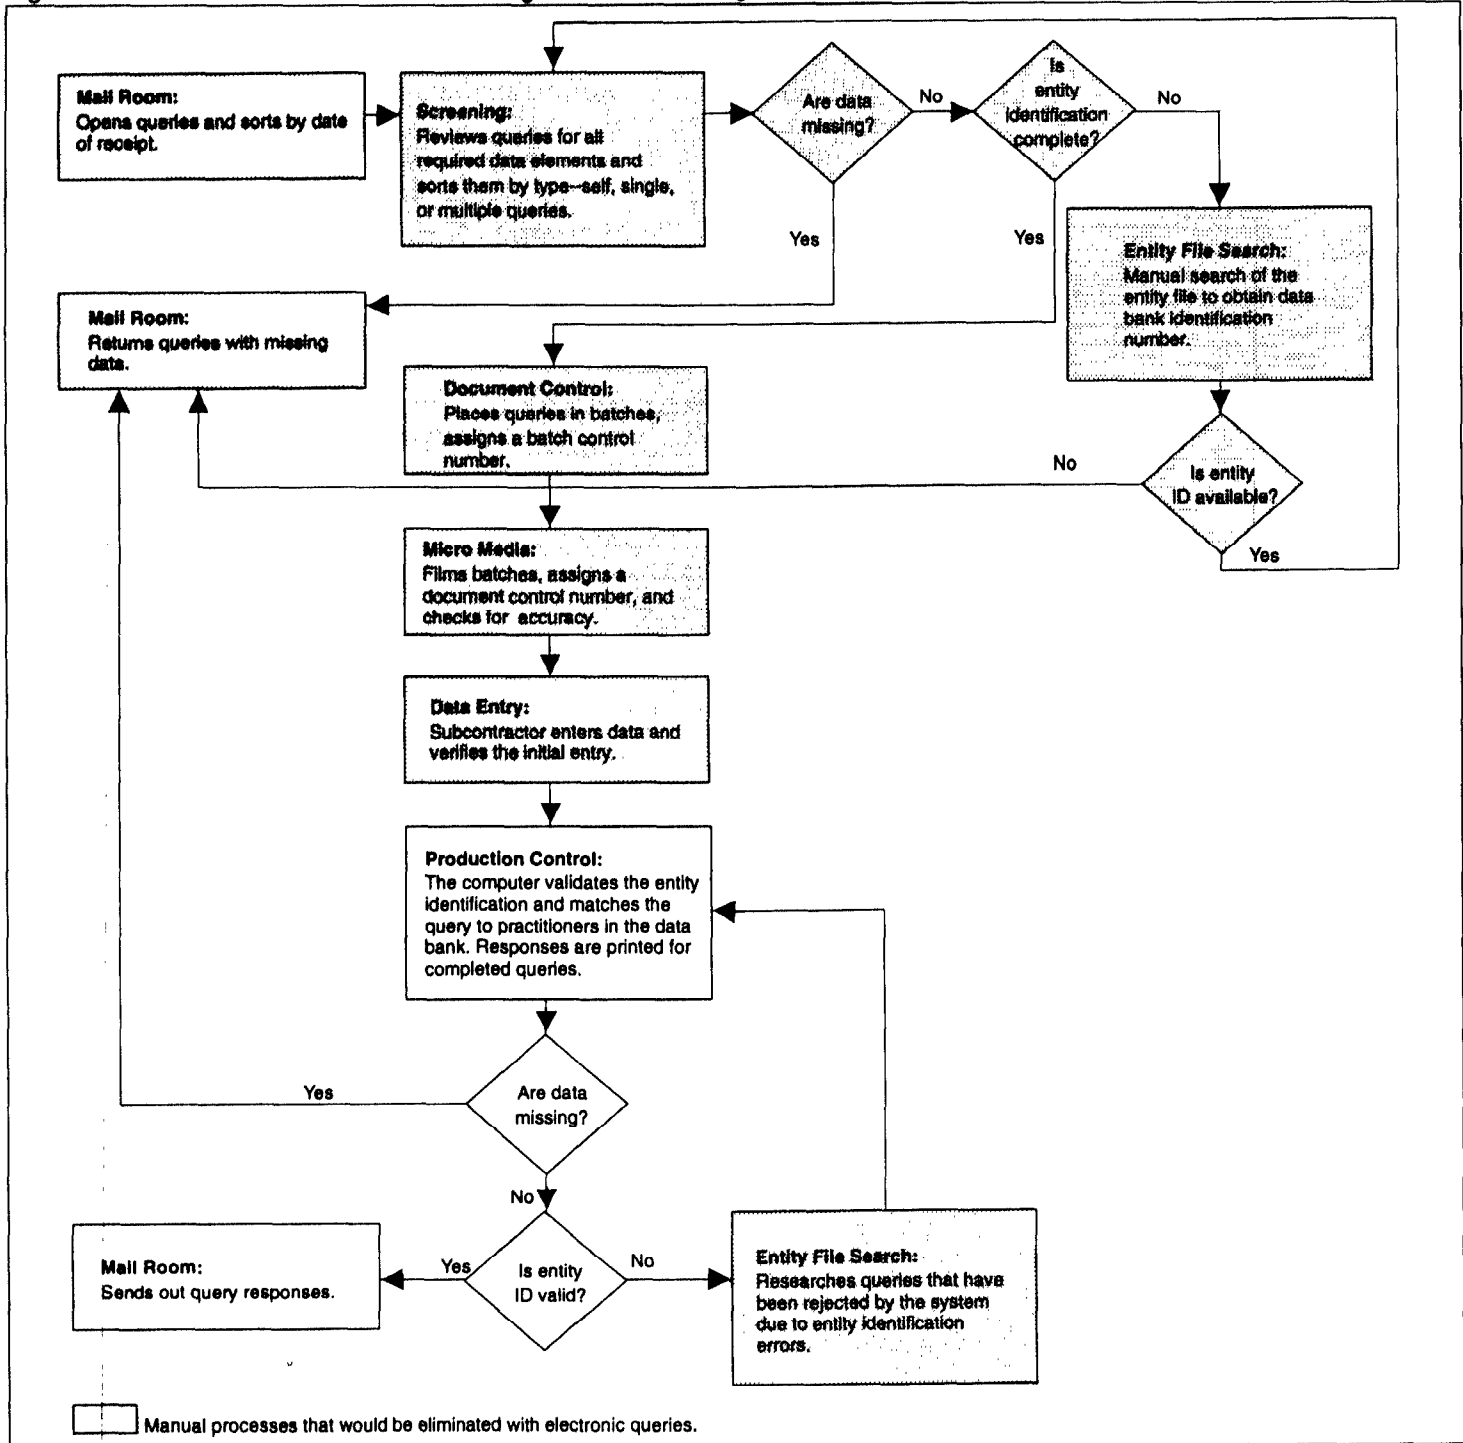 Mail Room:
Opens queries and sorts by date
of receipt.
Screening:
Reviews queries for all
required data elements and
sorts them by type--self, single,
or multiple queries.
Are data
missing?
No
Is
entity
identification
complete?
No
Yes
Yes
Entity File Search:
Manual search of the
entity file to obtain data
bank identification
number.
Mail Room:
Returns queries with missing
data.
Document Control:
Places queries in batches,
assigns a batch control
number.
No
Is entity
ID available?
Yes
Micro Media:
Films batches, assigns a
document control number, and
checks for accuracy.
Data Entry:
Subcontractor enters data and
verifies the initial entry.
Production Control:
The computer validates the entity
identification and matches the
query to practitioners in the data
bank. Responses are printed for
completed queries.
Yes
Are data
missing?
No
Mail Room:
Sends out query responses.
Yes
Is entity
ID valid?
No
Entity File Search:
Researches queries that have
been rejected by the system
due to entity identification
errors.
Manual processes that would be eliminated with electronic queries.